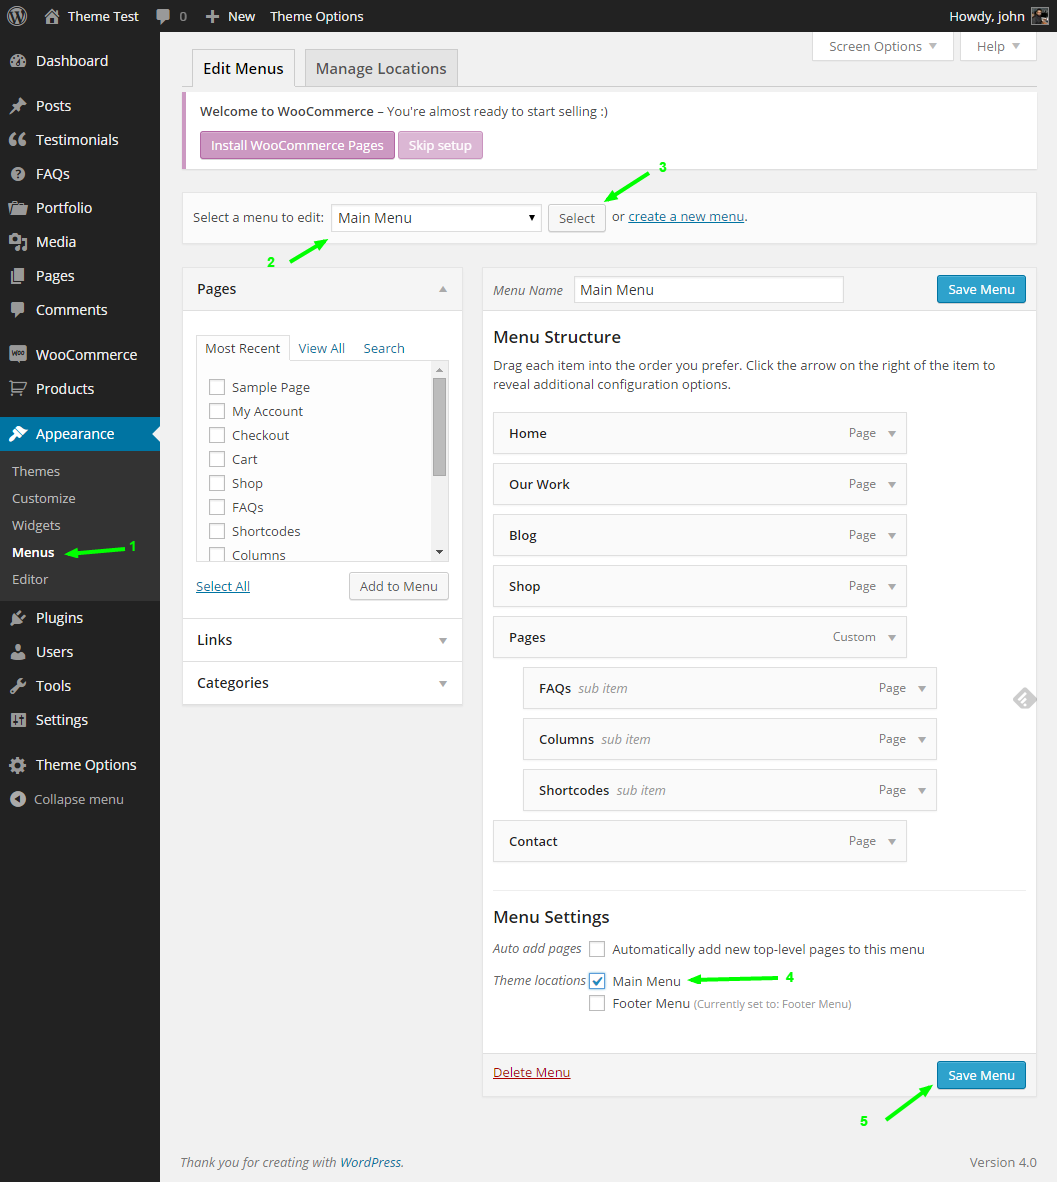 Theme Test 0 New Theme Options Howdy, john
Dashboard
Posts
Testimonials
FAQs
Portfolio
Media
Pages
Comments
WooCommerce
Products
Appearance
Themes
Customize
Widgets
Menus 1
Editor
Plugins
Users
Tools
Settings
Theme Options
Collapse menu
Screen Options Help
Edit Menus Manage Locations
Welcome to WooCommerce – You're almost ready to start selling :)
Install WooCommerce Pages Skip setup
3
Select a menu to edit: Main Menu Select or create a new menu.
2
Pages
Most Recent View All Search
Sample Page
My Account
Checkout
Cart
Shop
FAQs
Shortcodes
Columns
Select All Add to Menu
Links
Categories
Menu Name Main Menu Save Menu
Menu Structure
Drag each item into the order you prefer. Click the arrow on the right of the item to
reveal additional configuration options.
Home Page
Our Work Page
Blog Page
Shop Page
Pages Custom
FAQs sub item Page
Columns sub item Page
Shortcodes sub item Page
Contact Page
Menu Settings
Auto add pages Automatically add new top-level pages to this menu
Theme locations Main Menu 4
Footer Menu (Currently set to: Footer Menu)
Delete Menu Save Menu
5
Thank you for creating with WordPress. Version 4.0